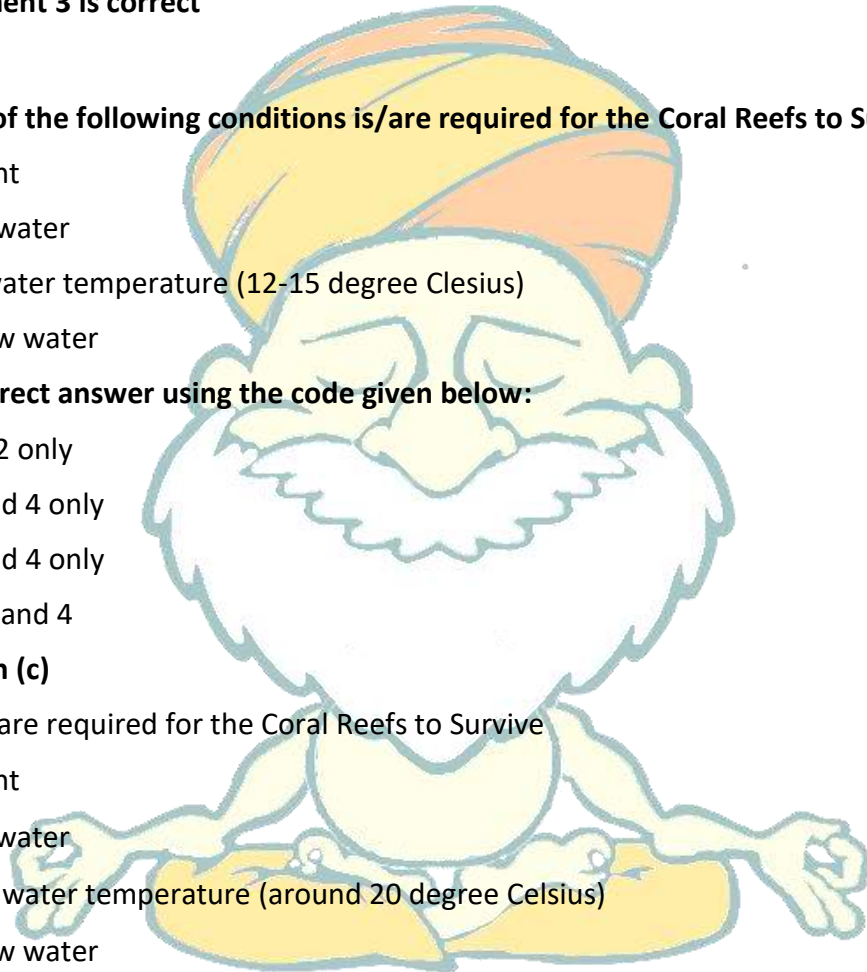 ent 3 is correct
of the following conditions is/are required for the Coral Reefs to S
nt
water
vater temperature (12-15 degree Clesius)
w water
rect answer using the code given below:
2 only
d 4 only
d 4 only
and 4
n (c)
are required for the Coral Reefs to Survive
nt
water
water temperature (around 20 degree Celsius)
w water